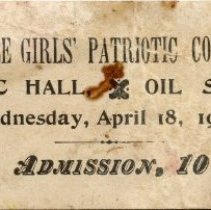 E GIRLS' PATRIOTIC CO
C HALL OIL S
dnesday, April 18, 19
ADMISSION, 10